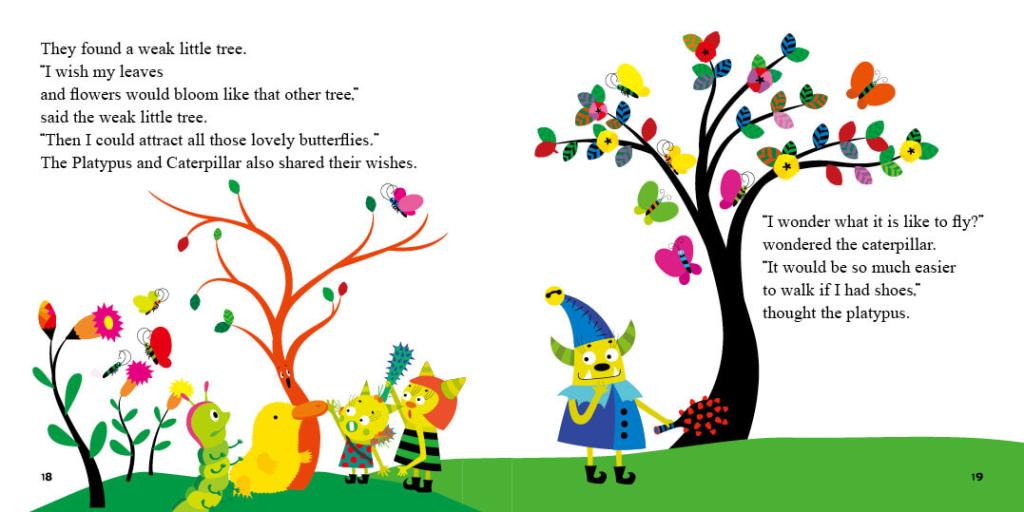 They found a weak little tree.
"I wish my leaves
and flowers would bloom like that other tree,"
said the weak little tree.
"Then I could attract all those lovely butterflies."
The Platypus and Caterpillar also shared their wishes.
18
"I wonder what it is like to fly?"
wondered the caterpillar.
"It would be so much easier
to walk if I had shoes,"
thought the platypus.
19